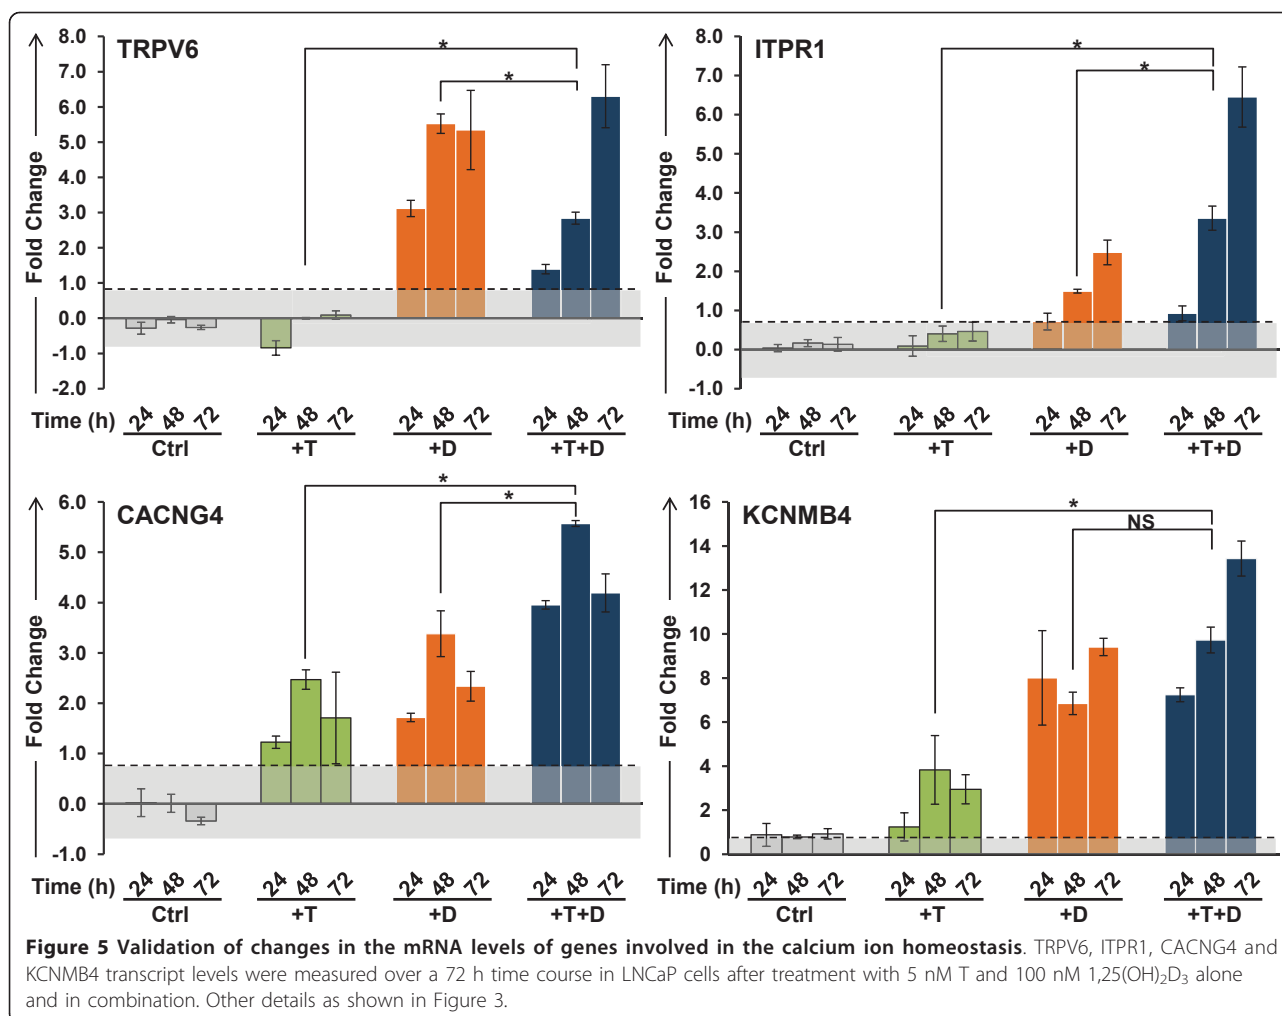 TRPV6
8.0
7.0
6.0
5.0
4.0
3.0
2.0
1.0
0.0
-1.0
-2.0
Fold Change
*
*
Time (h) 24 48 72 24 48 72 24 48 72 24 48 72
Ctrl +T +D +T+D
ITPR1
8.0
7.0
6.0
5.0
4.0
3.0
2.0
1.0
0.0
-1.0
Fold Change
*
*
Time (h) 24 48 72 24 48 72 24 48 72 24 48 72
Ctrl +T +D +T+D
CACNG4
6.0
5.0
4.0
3.0
2.0
1.0
0.0
-1.0
Fold Change
*
*
Time (h) 24 48 72 24 48 72 24 48 72 24 48 72
Ctrl +T +D +T+D
KCNMB4
16
14
12
10
8
6
4
2
0
Fold Change
*
NS
Time (h) 24 48 72 24 48 72 24 48 72 24 48 72
Ctrl +T +D +T+D
Figure 5 Validation of changes in the mRNA levels of genes involved in the calcium ion homeostasis. TRPV6, ITPR1, CACNG4 and
KCNMB4 transcript levels were measured over a 72 h time course in LNCaP cells after treatment with 5 nM T and 100 nM 1,25(OH)₂D₃ alone
and in combination. Other details as shown in Figure 3.